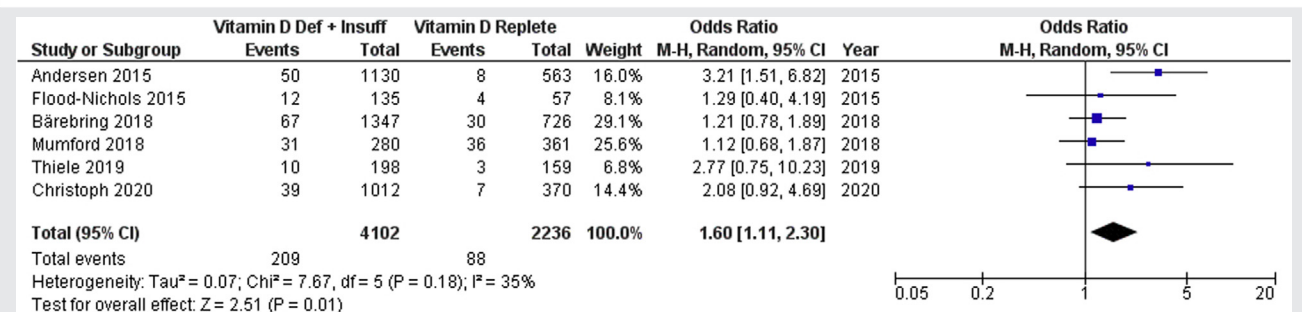 Vitamin D Def + Insuff Vitamin D Replete Odds Ratio Odds Ratio
Study or Subgroup Events Total Events Total Weight M-H, Random, 95% CI Year M-H, Random, 95% CI
Andersen 2015 50 1130 8 563 16.0% 3.21 [1.51, 6.82] 2015
Flood-Nichols 2015 12 135 4 57 8.1% 1.29 [0.40, 4.19] 2015
Bärebring 2018 67 1347 30 726 29.1% 1.21 [0.78, 1.89] 2018
Mumford 2018 31 280 36 361 25.6% 1.12 [0.68, 1.87] 2018
Thiele 2019 10 198 3 159 6.8% 2.77 [0.75, 10.23] 2019
Christoph 2020 39 1012 7 370 14.4% 2.08 [0.92, 4.69] 2020
Total (95% CI) 4102 2236 100.0% 1.60 [1.11, 2.30]
Total events 209 88
Heterogeneity: Tau² = 0.07; Chi² = 7.67, df = 5 (P = 0.18); I² = 35%
Test for overall effect: Z = 2.51 (P = 0.01)
0.05 0.2 1 5 20